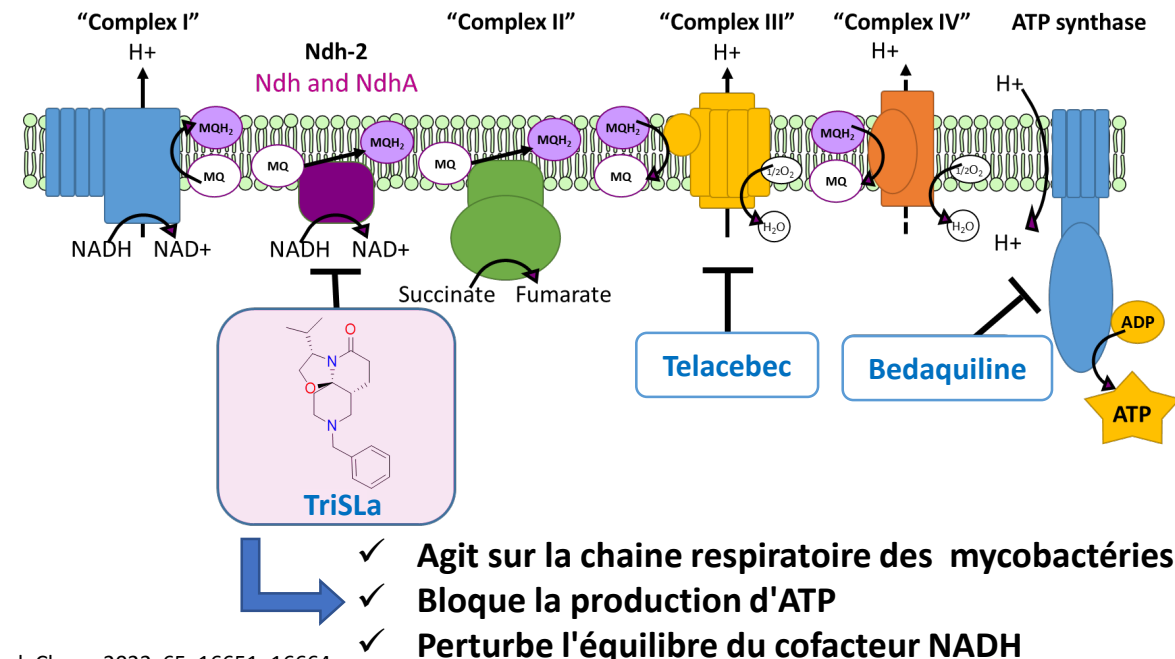 “Complex I”
H+
Ndh-2
Ndh and NdhA
“Complex II”
“Complex III”
H+
“Complex IV”
H+
ATP synthase
H+
MQH2
MQ
MQ
MQH2
MQ
MQH2
MQH2
MQ
1/2O2
H2O
MQH2
MQ
1/2O2
H2O
H+
NADH NAD+
NADH NAD+
Succinate Fumarate
O
N
O
N
TriSLa
Telacebec
Bedaquiline
ADP
ATP
✓ Agit sur la chaine respiratoire des mycobactéries
✓ Bloque la production d'ATP
✓ Perturbe l'équilibre du cofacteur NADH